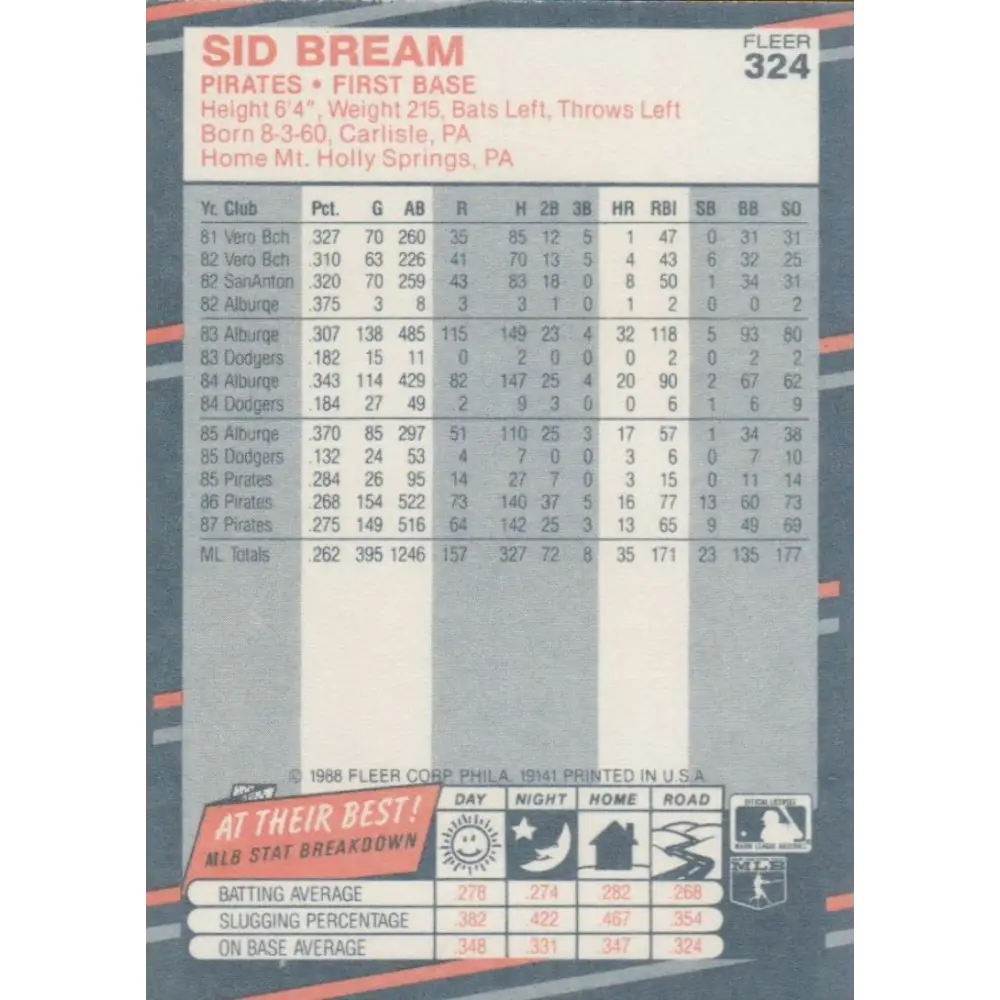 SID BREAM
FLEER
324
PIRATES • FIRST BASE
Height 6'4", Weight 215, Bats Left, Throws Left
Born 8-3-60, Carlisle, PA
Home Mt. Holly Springs, PA
Yr. Club Pct. G AB R H 2B 3B HR RBI SB BB SO
81 Vero Bch .327 70 260 35 85 12 5 1 47 0 31 31
82 Vero Bch .310 63 226 41 70 13 5 4 43 6 32 25
82 SanAnton .320 70 259 43 83 18 0 8 50 1 34 31
82 Alburqe .375 3 8 3 3 1 0 1 2 0 0 2
83 Alburqe .307 138 485 115 149 23 4 32 118 5 93 80
83 Dodgers .182 15 11 0 2 0 0 0 2 0 2 2
84 Alburqe .343 114 429 82 147 25 4 20 90 2 67 62
84 Dodgers .184 27 49 2 9 3 0 0 6 1 6 9
85 Alburqe .370 85 297 51 110 25 3 17 57 1 34 38
85 Dodgers .132 24 53 4 7 0 0 3 6 0 7 10
85 Pirates .284 26 95 14 27 7 0 3 15 0 11 14
86 Pirates .268 154 522 73 140 37 5 16 77 13 60 73
87 Pirates .275 149 516 64 142 25 3 13 65 9 49 69
ML Totals .262 395 1246 157 327 72 8 35 171 23 135 177
© 1988 FLEER CORP. PHILA. 19141 PRINTED IN U.S.A.
AT THEIR BEST!
MLB STAT BREAKDOWN
DAY NIGHT HOME ROAD
OFFICIAL LICENSEE
MAJOR LEAGUE BASEBALL
MLB
BATTING AVERAGE .278 .274 .282 .268
SLUGGING PERCENTAGE .382 .422 .467 .354
ON BASE AVERAGE .348 .331 .347 .324